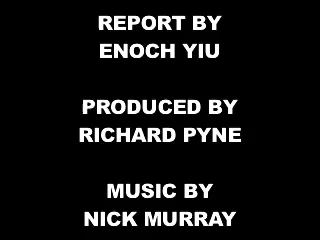 REPORT BY
ENOCH YIU
PRODUCED BY
RICHARD PYNE
MUSIC BY
NICK MURRAY